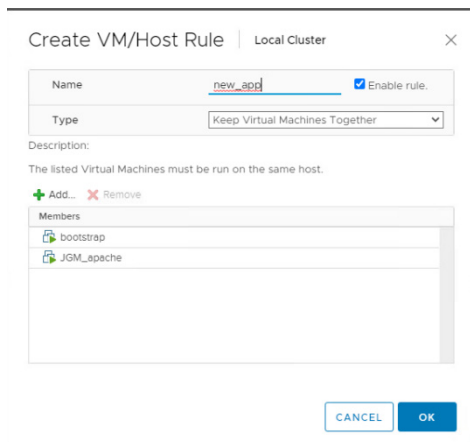 Create VM/Host Rule Local Cluster
Name new_app Enable rule.
Type Keep Virtual Machines Together
Description:
The listed Virtual Machines must be run on the same host.
Add... Remove
Members
bootstrap
JGM_apache
CANCEL OK